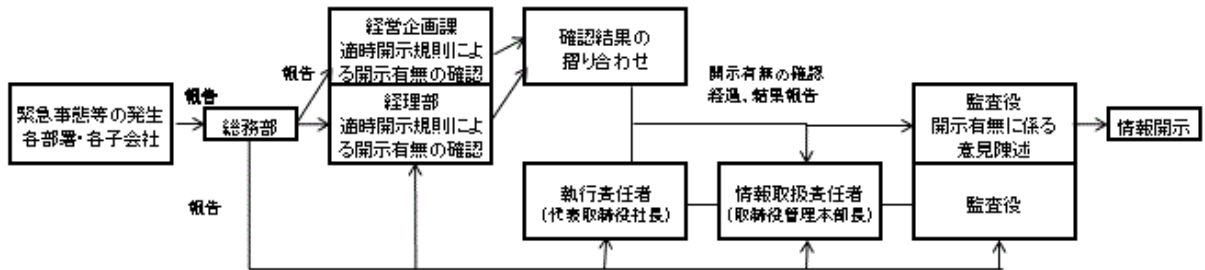 緊急事態等の発生
各部署・各子会社
報告
総務部
報告
経営企画課
適時開示規則によ
る開示有無の確認
経理部
適時開示規則によ
る開示有無の確認
確認結果の
摺り合わせ
開示有無の確認
経過、結果報告
監査役
開示有無に係る
意見陳述
情報開示
報告
執行責任者
(代表取締役社長)
情報取扱責任者
(取締役管理本部長)
監査役